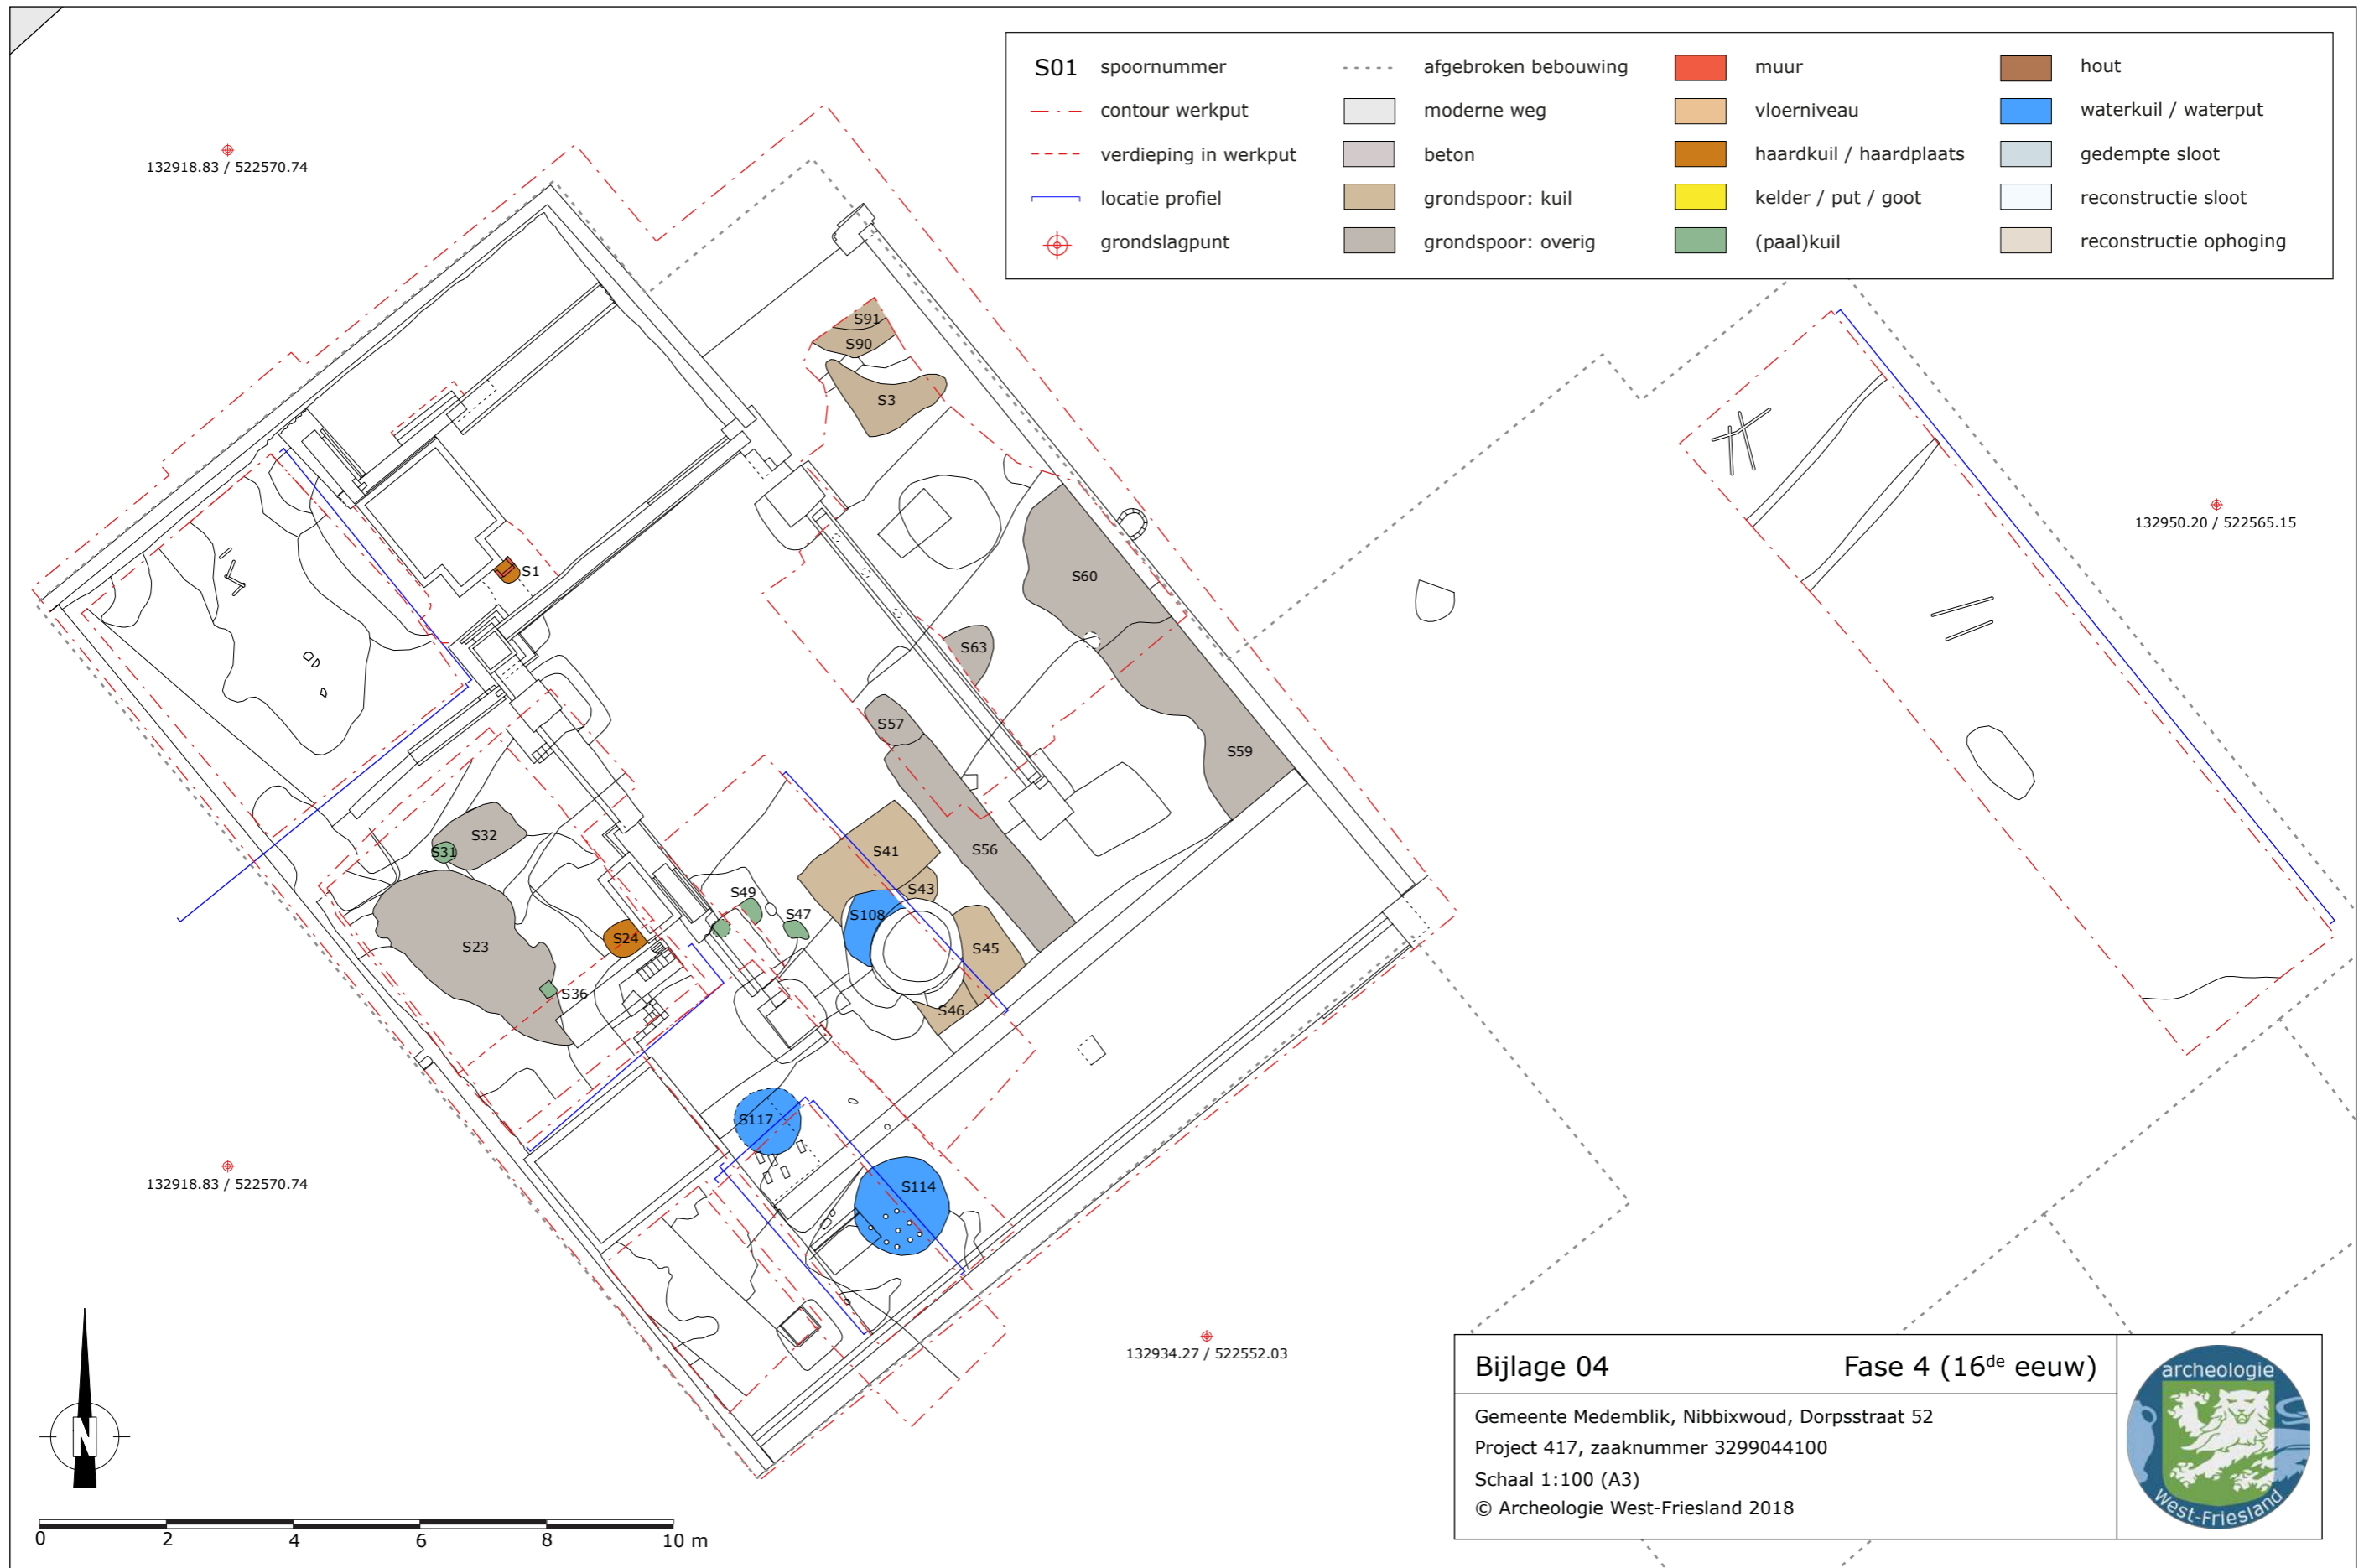 S01 spoornummer
contour werkput
verdieping in werkput
locatie profiel
grondslagpunt
afgebroken bebouwing
moderne weg
beton
grondspoor: kuil
grondspoor: overig
muur
vloerniveau
haardkuil / haardplaats
kelder / put / goot
(paal)kuil
hout
waterkuil / waterput
gedempte sloot
reconstructie sloot
reconstructie ophoging
132918.83 / 522570.74
S91
S90
S3
132950.20 / 522565.15
S1
S60
S63
S57
S59
S32
S31
S41
S56
S43
S49
S47
S108
S24
S23
S45
S36
S46
S117
132918.83 / 522570.74
S114
132934.27 / 522552.03
N
0 2 4 6 8 10 m
Bijlage 04 Fase 4 (16de eeuw)
Gemeente Medemblik, Nibbixwoud, Dorpsstraat 52
Project 417, zaaknummer 3299044100
Schaal 1:100 (A3)
© Archeologie West-Friesland 2018
archeologie
West-Friesland